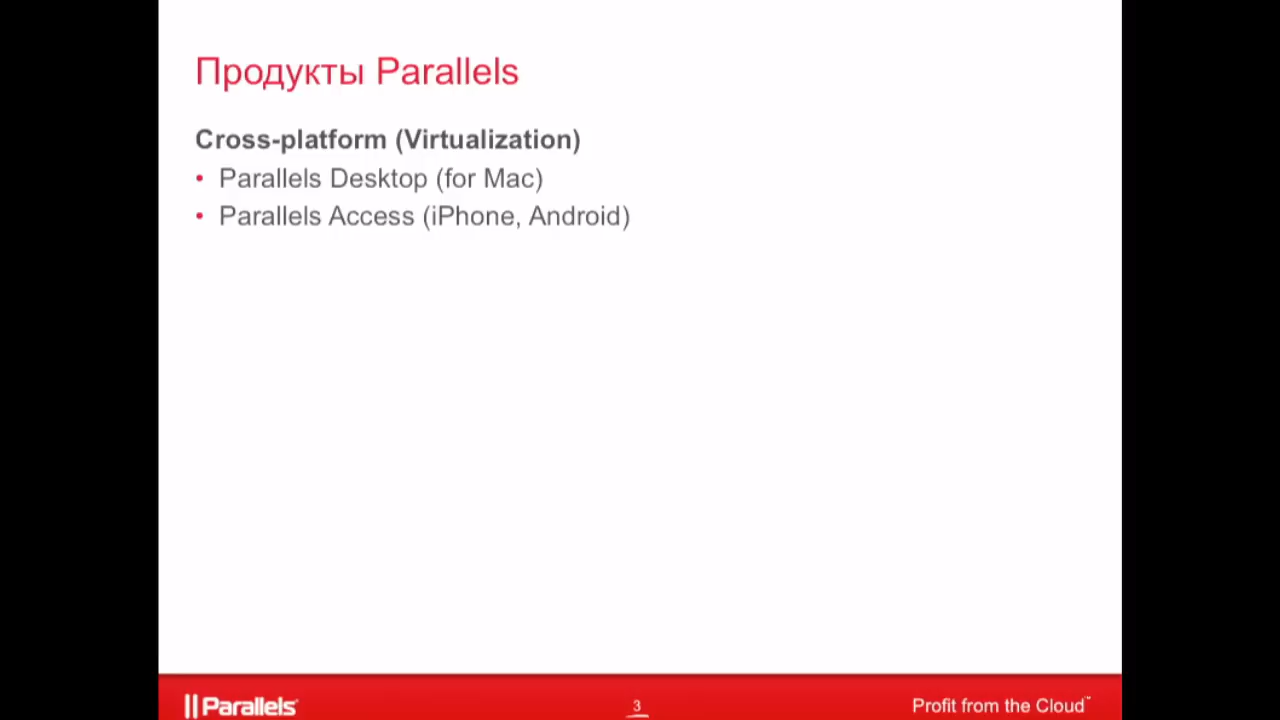 Продукты Parallels
Cross-platform (Virtualization)
• Parallels Desktop (for Mac)
• Parallels Access (iPhone, Android)
Parallels
3
Profit from the Cloud™